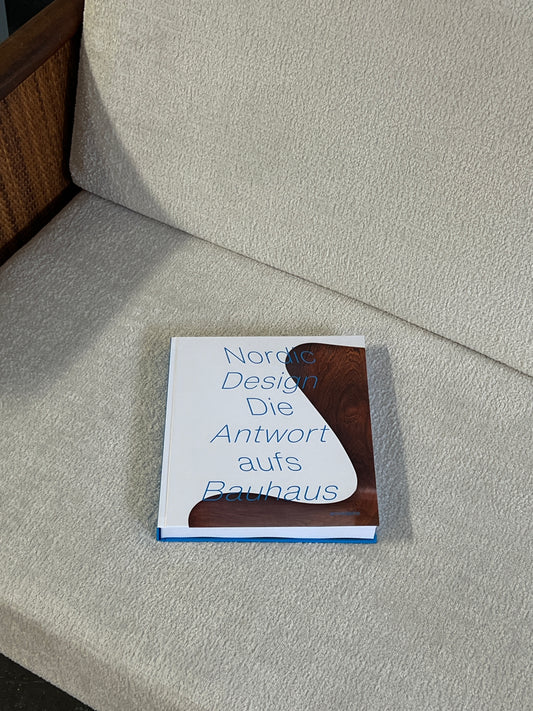 Nordic
Design
Die
Antwort
aufs
Bauhaus